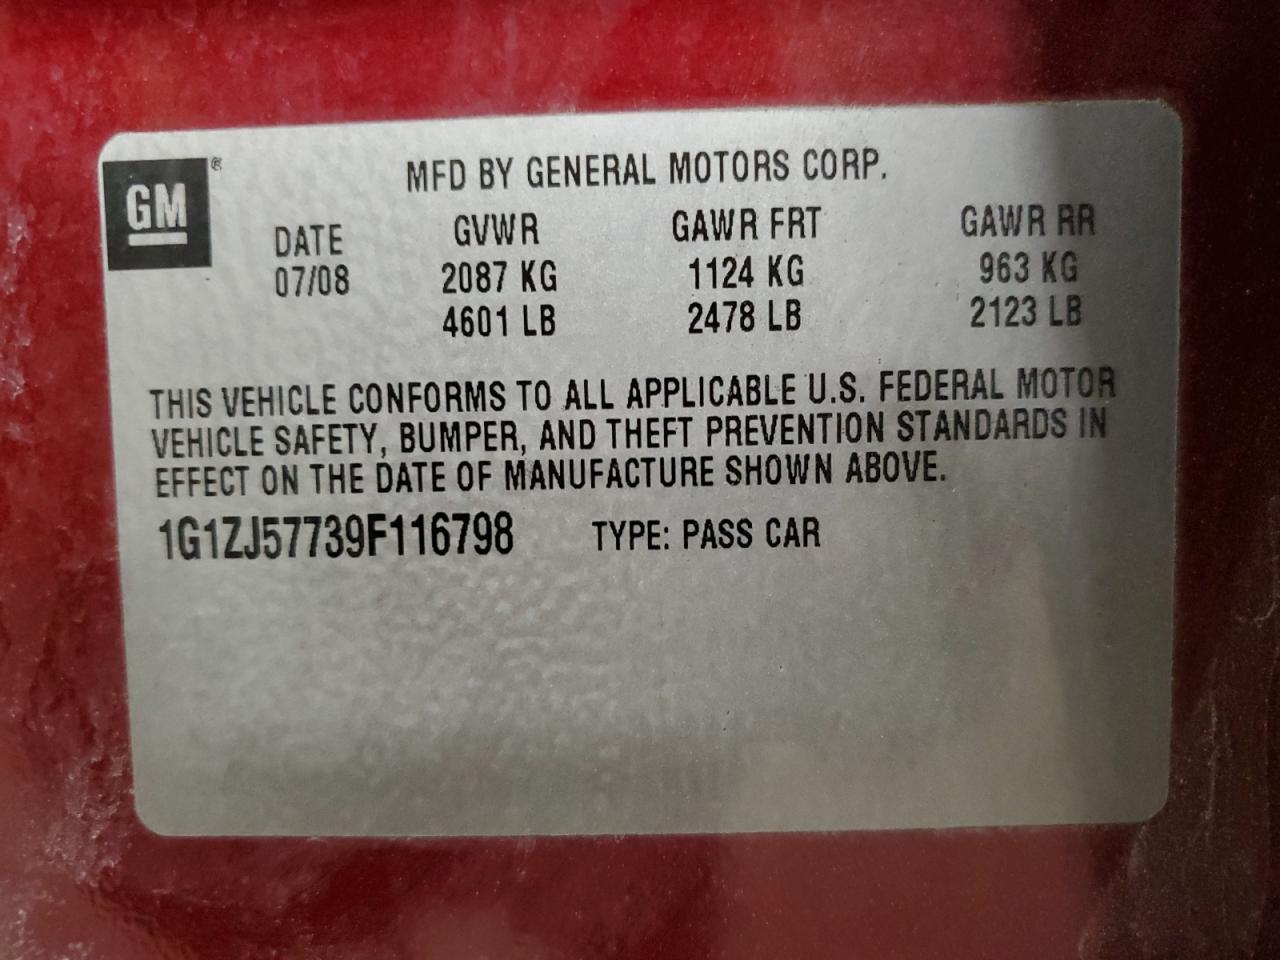 GM®
MFD BY GENERAL MOTORS CORP.
DATE GVWR GAWR FRT GAWR RR
07/08 2087 KG 1124 KG 963 KG
4601 LB 2478 LB 2123 LB
THIS VEHICLE CONFORMS TO ALL APPLICABLE U.S. FEDERAL MOTOR
VEHICLE SAFETY, BUMPER, AND THEFT PREVENTION STANDARDS IN
EFFECT ON THE DATE OF MANUFACTURE SHOWN ABOVE.
1G1ZJ57739F116798 TYPE: PASS CAR